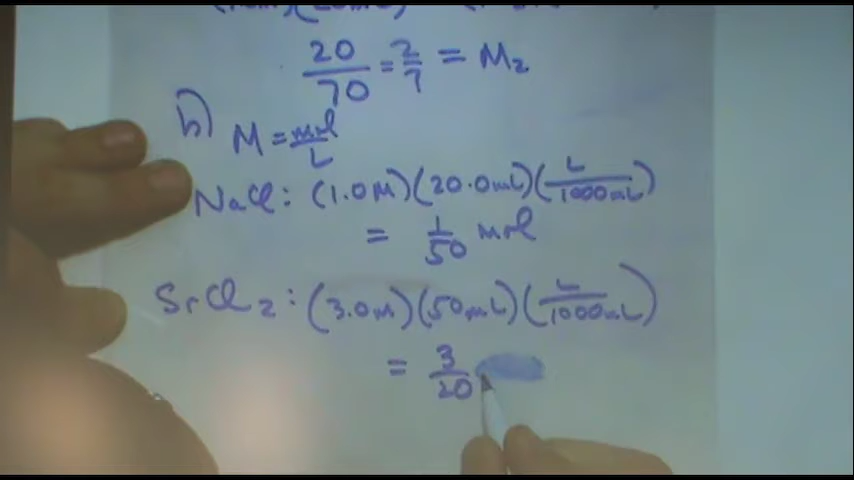 20/70 = 2/7 = M₂
b) M = mol/L
NaCl: (1.0M)(20.0mL)(L/1000mL)
= 1/50 mol
SrCl₂: (3.0M)(50mL)(L/1000mL)
= 3/20